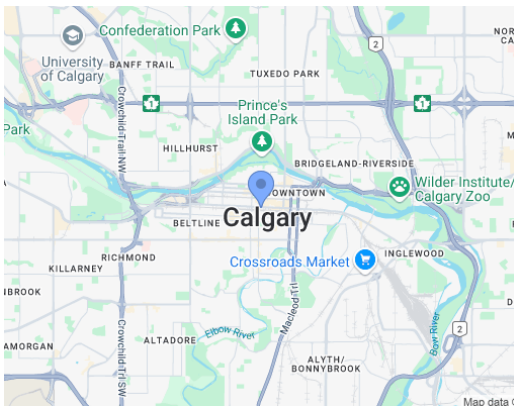 Confederation Park
2
NOR
CA
University
of Calgary
BANFF TRAIL
TUXEDO PARK
Crowchild Trail NW
1
1
Prince's
Island Park
Park
HILLHURST
BRIDGELAND-RIVERSIDE
DOWNTOWN
Wilder Institute/
Calgary Zoo
Calgary
BELTLINE
Crossroads Market
INGLEWOOD
RICHMOND
KILLARNEY
NBROOK
Macleod Trl
Crowchild Trl SW
Elbow River
Bow River
2
AMORGAN
ALTADORE
ALYTH/
BONNYBROOK
D
F
Map data